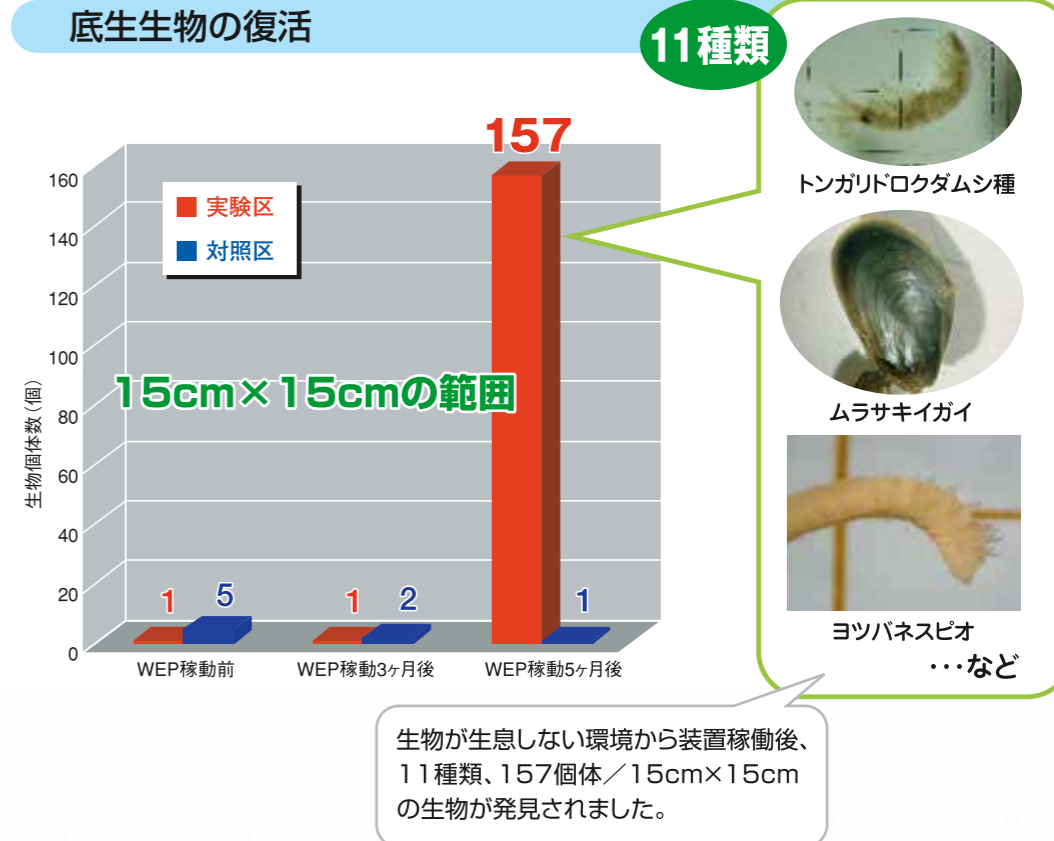 底生生物の復活
11種類
157
160
140
120
100
80
60
40
20
0
生物個体数(個)
実験区
対照区
15cm×15cmの範囲
1
5
1
2
1
WEP稼動前
WEP稼動3ヶ月後
WEP稼動5ヶ月後
トンガリドロクダムシ種
ムラサキイガイ
ヨツバネスピオ
…など
生物が生息しない環境から装置稼働後、
11種類、157個体／15cm×15cm
の生物が発見されました。